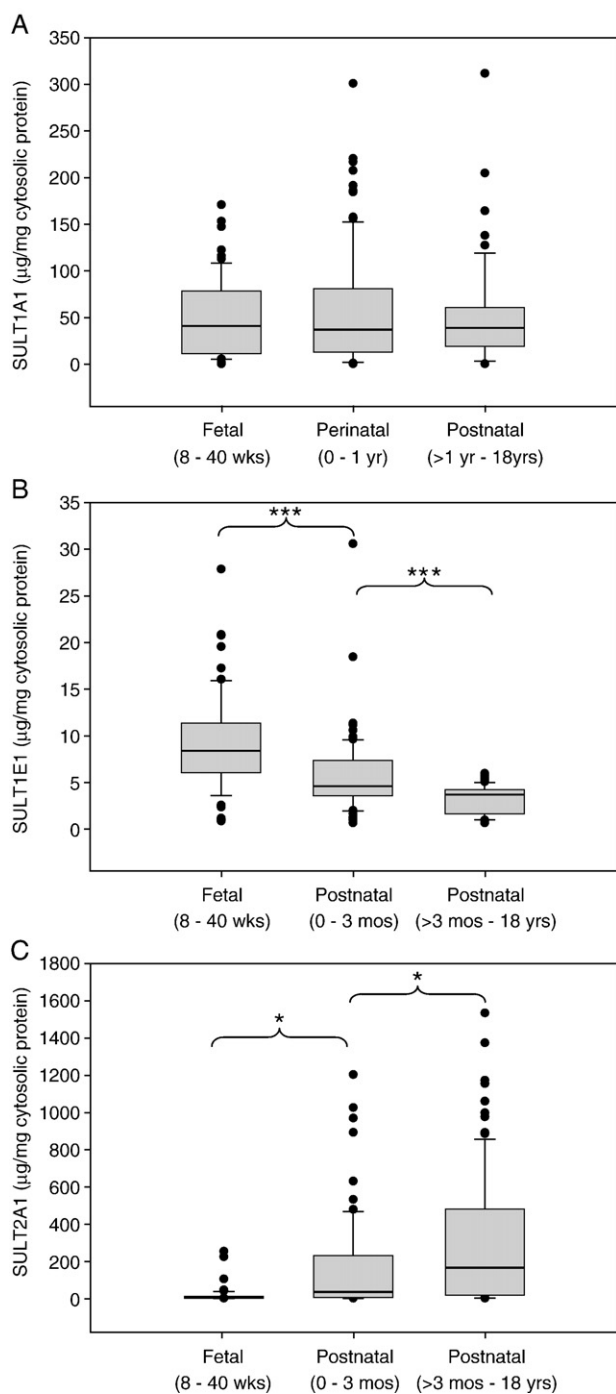 A
SULT1A1 (μg/mg cytosolic protein)
350
300
250
200
150
100
50
0
Fetal Perinatal Postnatal
(8 - 40 wks) (0 - 1 yr) (>1 yr - 18yrs)
B
SULT1E1 (μg/mg cytosolic protein)
35
30
25
20
15
10
5
0
***
***
Fetal Postnatal Postnatal
(8 - 40 wks) (0 - 3 mos) (>3 mos - 18 yrs)
C
SULT2A1 (μg/mg cytosolic protein)
1800
1600
1400
1200
1000
800
600
400
200
0
*
*
Fetal Postnatal Postnatal
(8 - 40 wks) (0 - 3 mos) (>3 mos - 18 yrs)